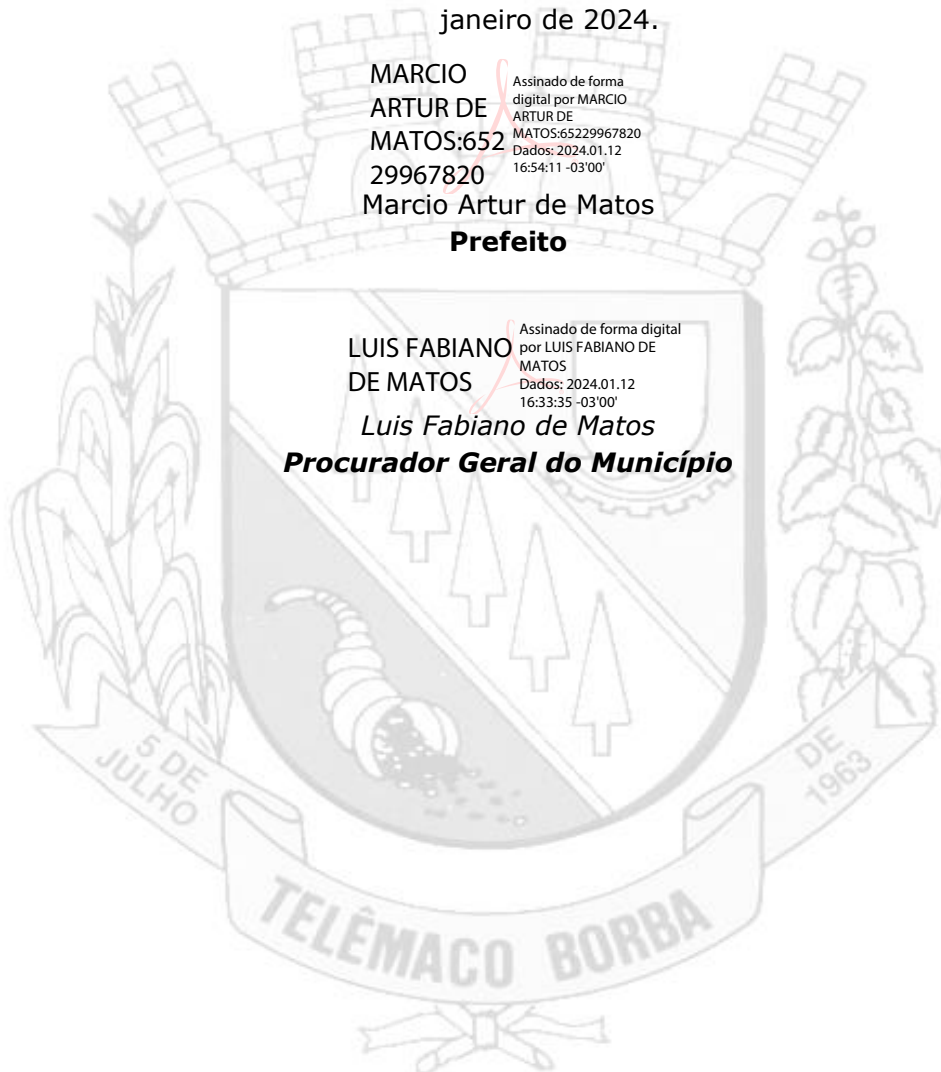 janeiro de 2024.
MARCIO
ARTUR DE
MATOS:652
29967820
Assinado de forma
digital por MARCIO
ARTUR DE
MATOS:65229967820
Dados: 2024.01.12
16:54:11 -03'00'
Marcio Artur de Matos
Prefeito
LUIS FABIANO
DE MATOS
Assinado de forma digital
por LUIS FABIANO DE
MATOS
Dados: 2024.01.12
16:33:35 -03'00'
Luis Fabiano de Matos
Procurador Geral do Município
5 DE
JULHO
DE
1963
TELÊMACO BORBA